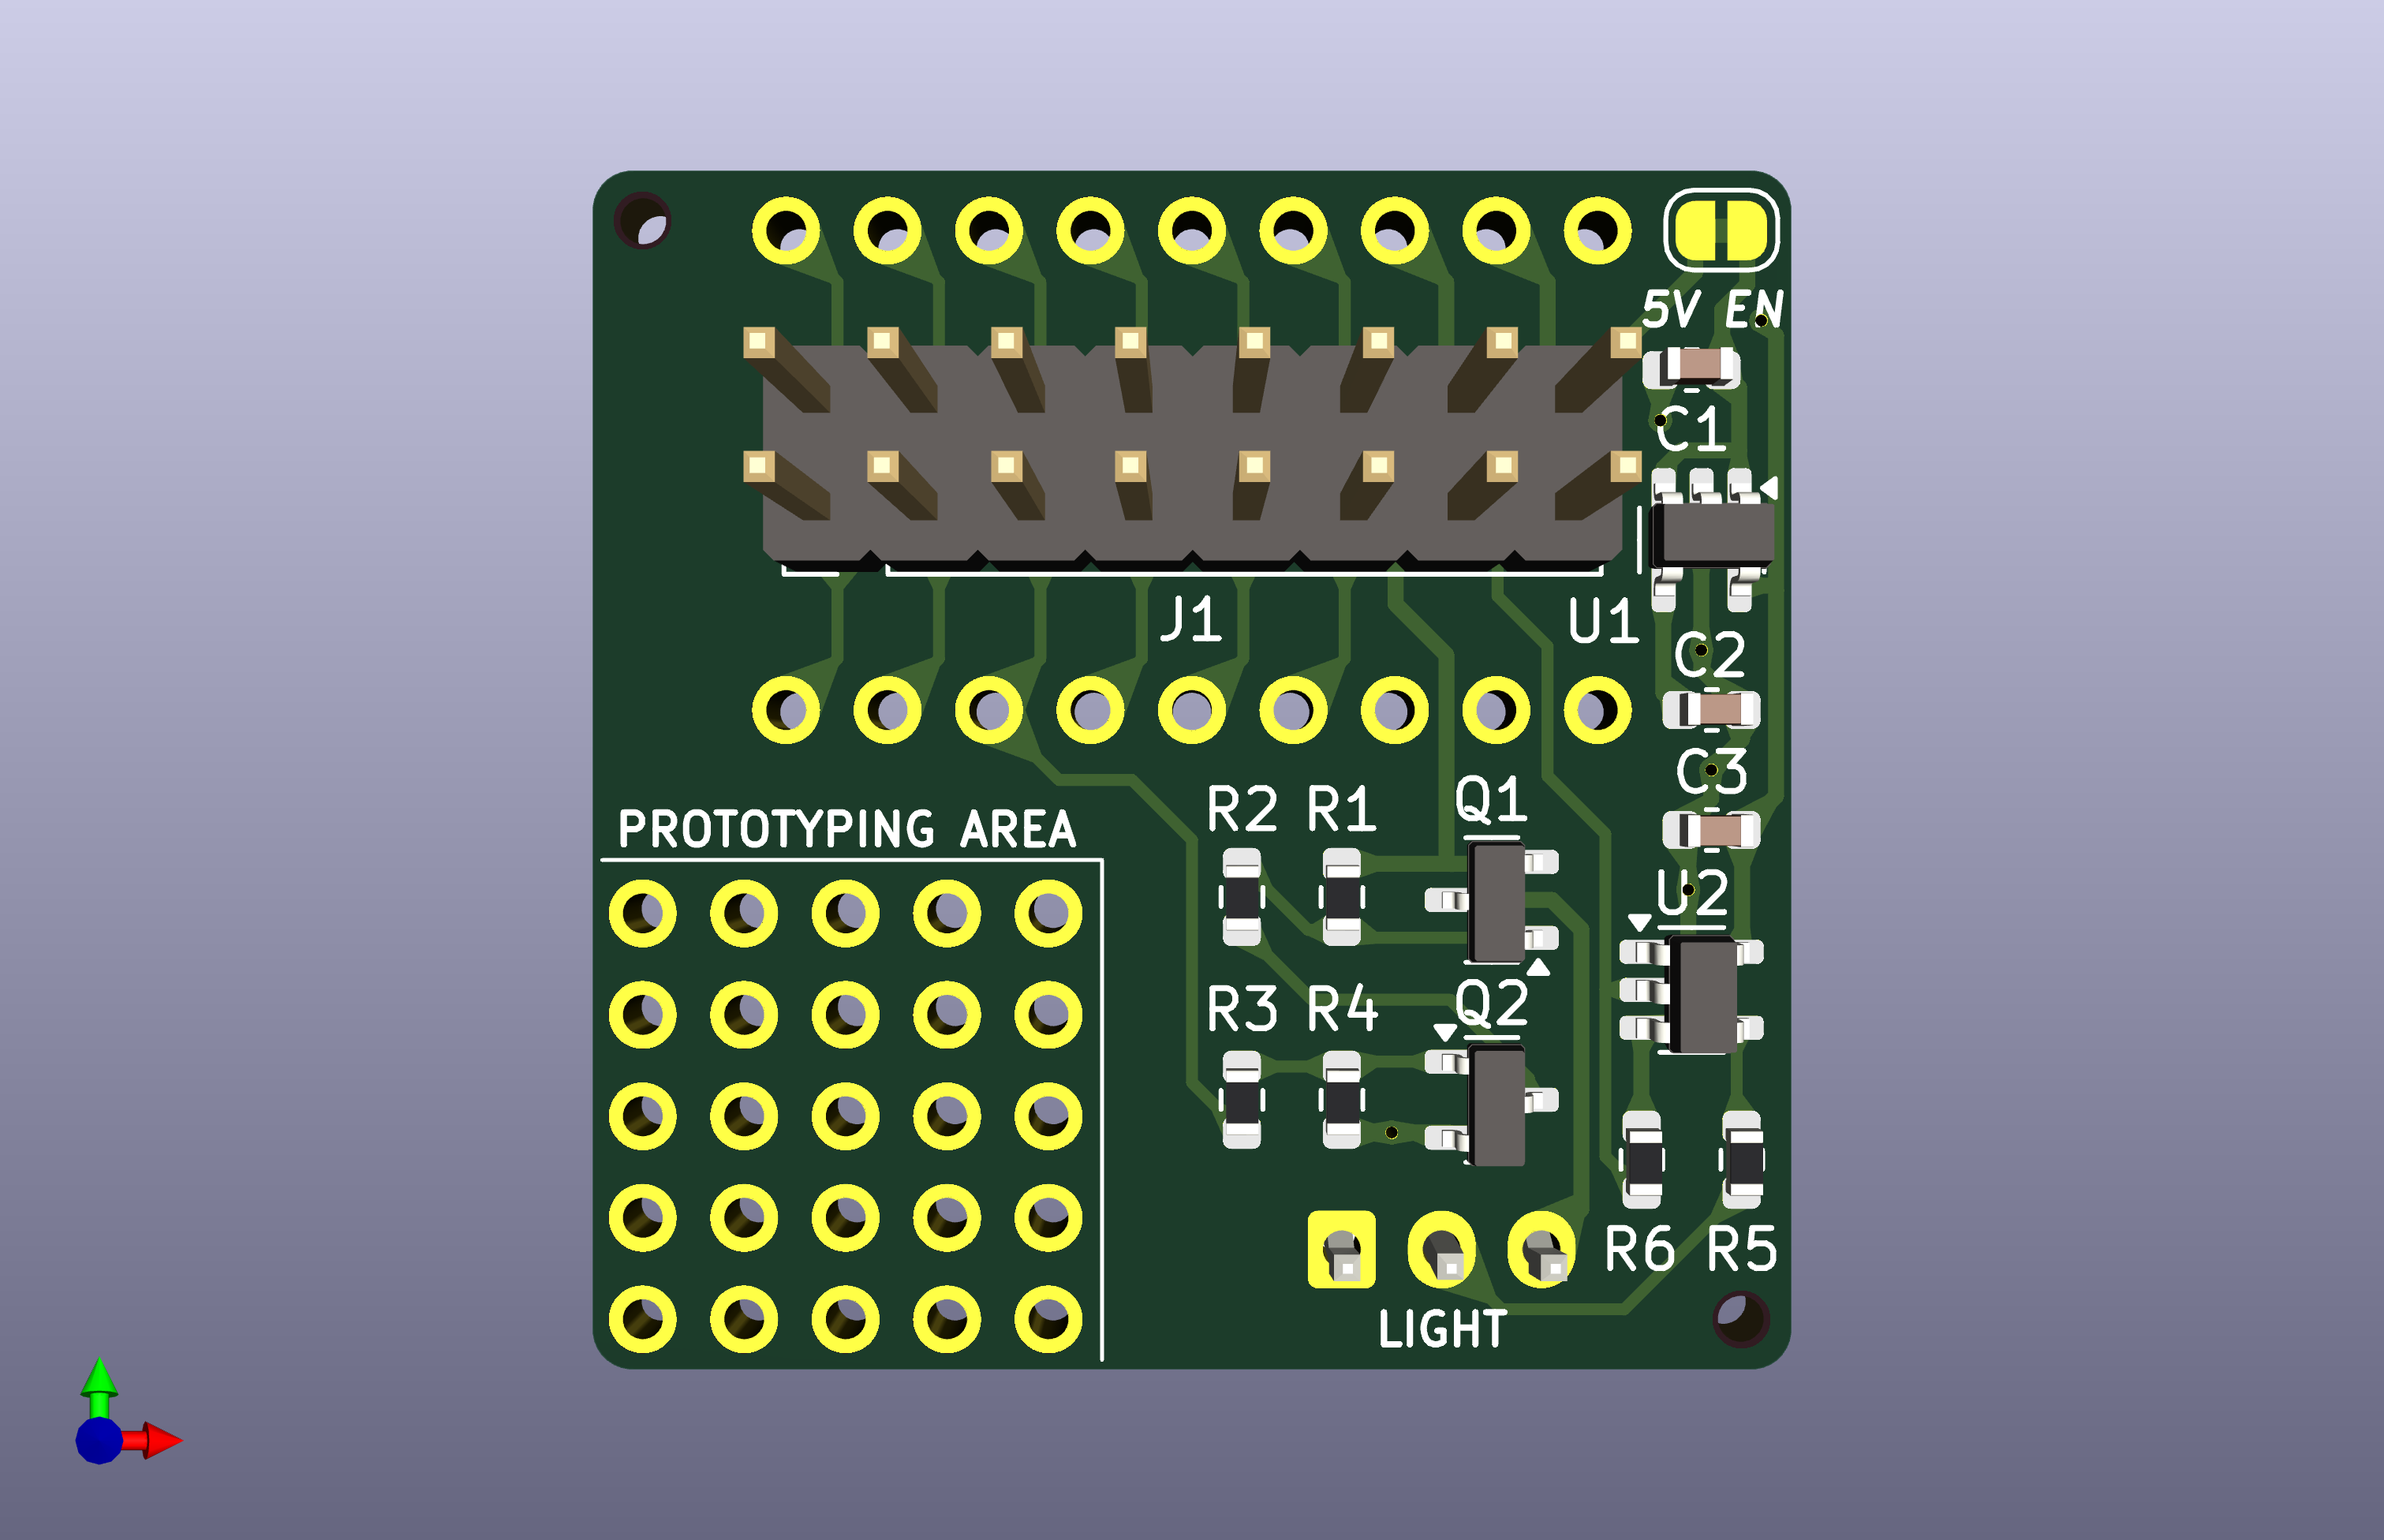 5V EN
C1
J1
U1
C2
C3
R2 R1 Q1
PROTOTYPING AREA
U2
R3 R4 Q2
R6 R5
LIGHT